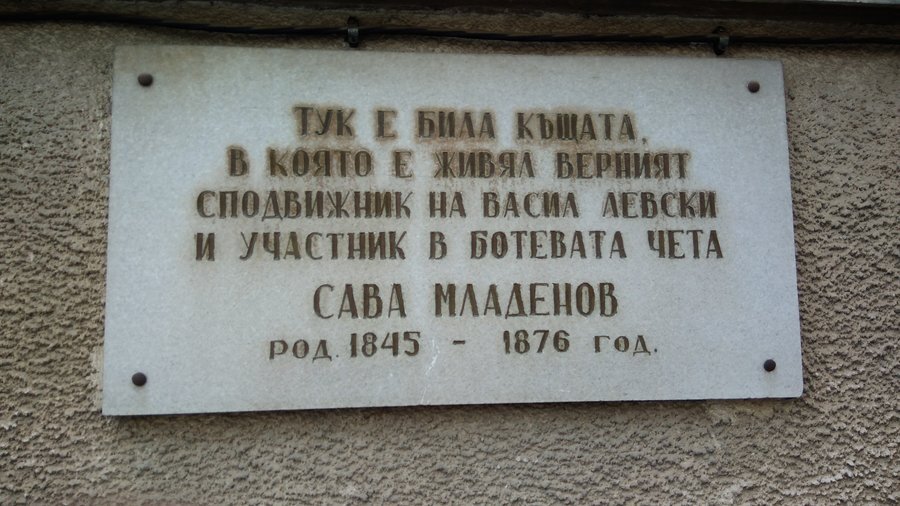 ТУК Е БИЛА КЪЩАТА,
В КОЯТО Е ЖИВЯЛ ВЕРНИЯТ
СПОДВИЖНИК НА ВАСИЛ ЛЕВСКИ
И УЧАСТНИК В БОТЕВАТА ЧЕТА
САВА МЛАДЕНОВ
РОД. 1845 - 1876 ГОД.